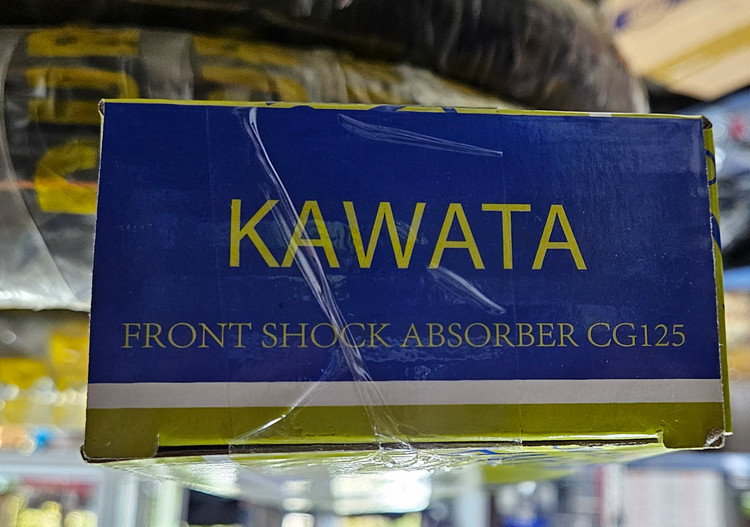 KAWATA
FRONT SHOCK ABSORBER CG125